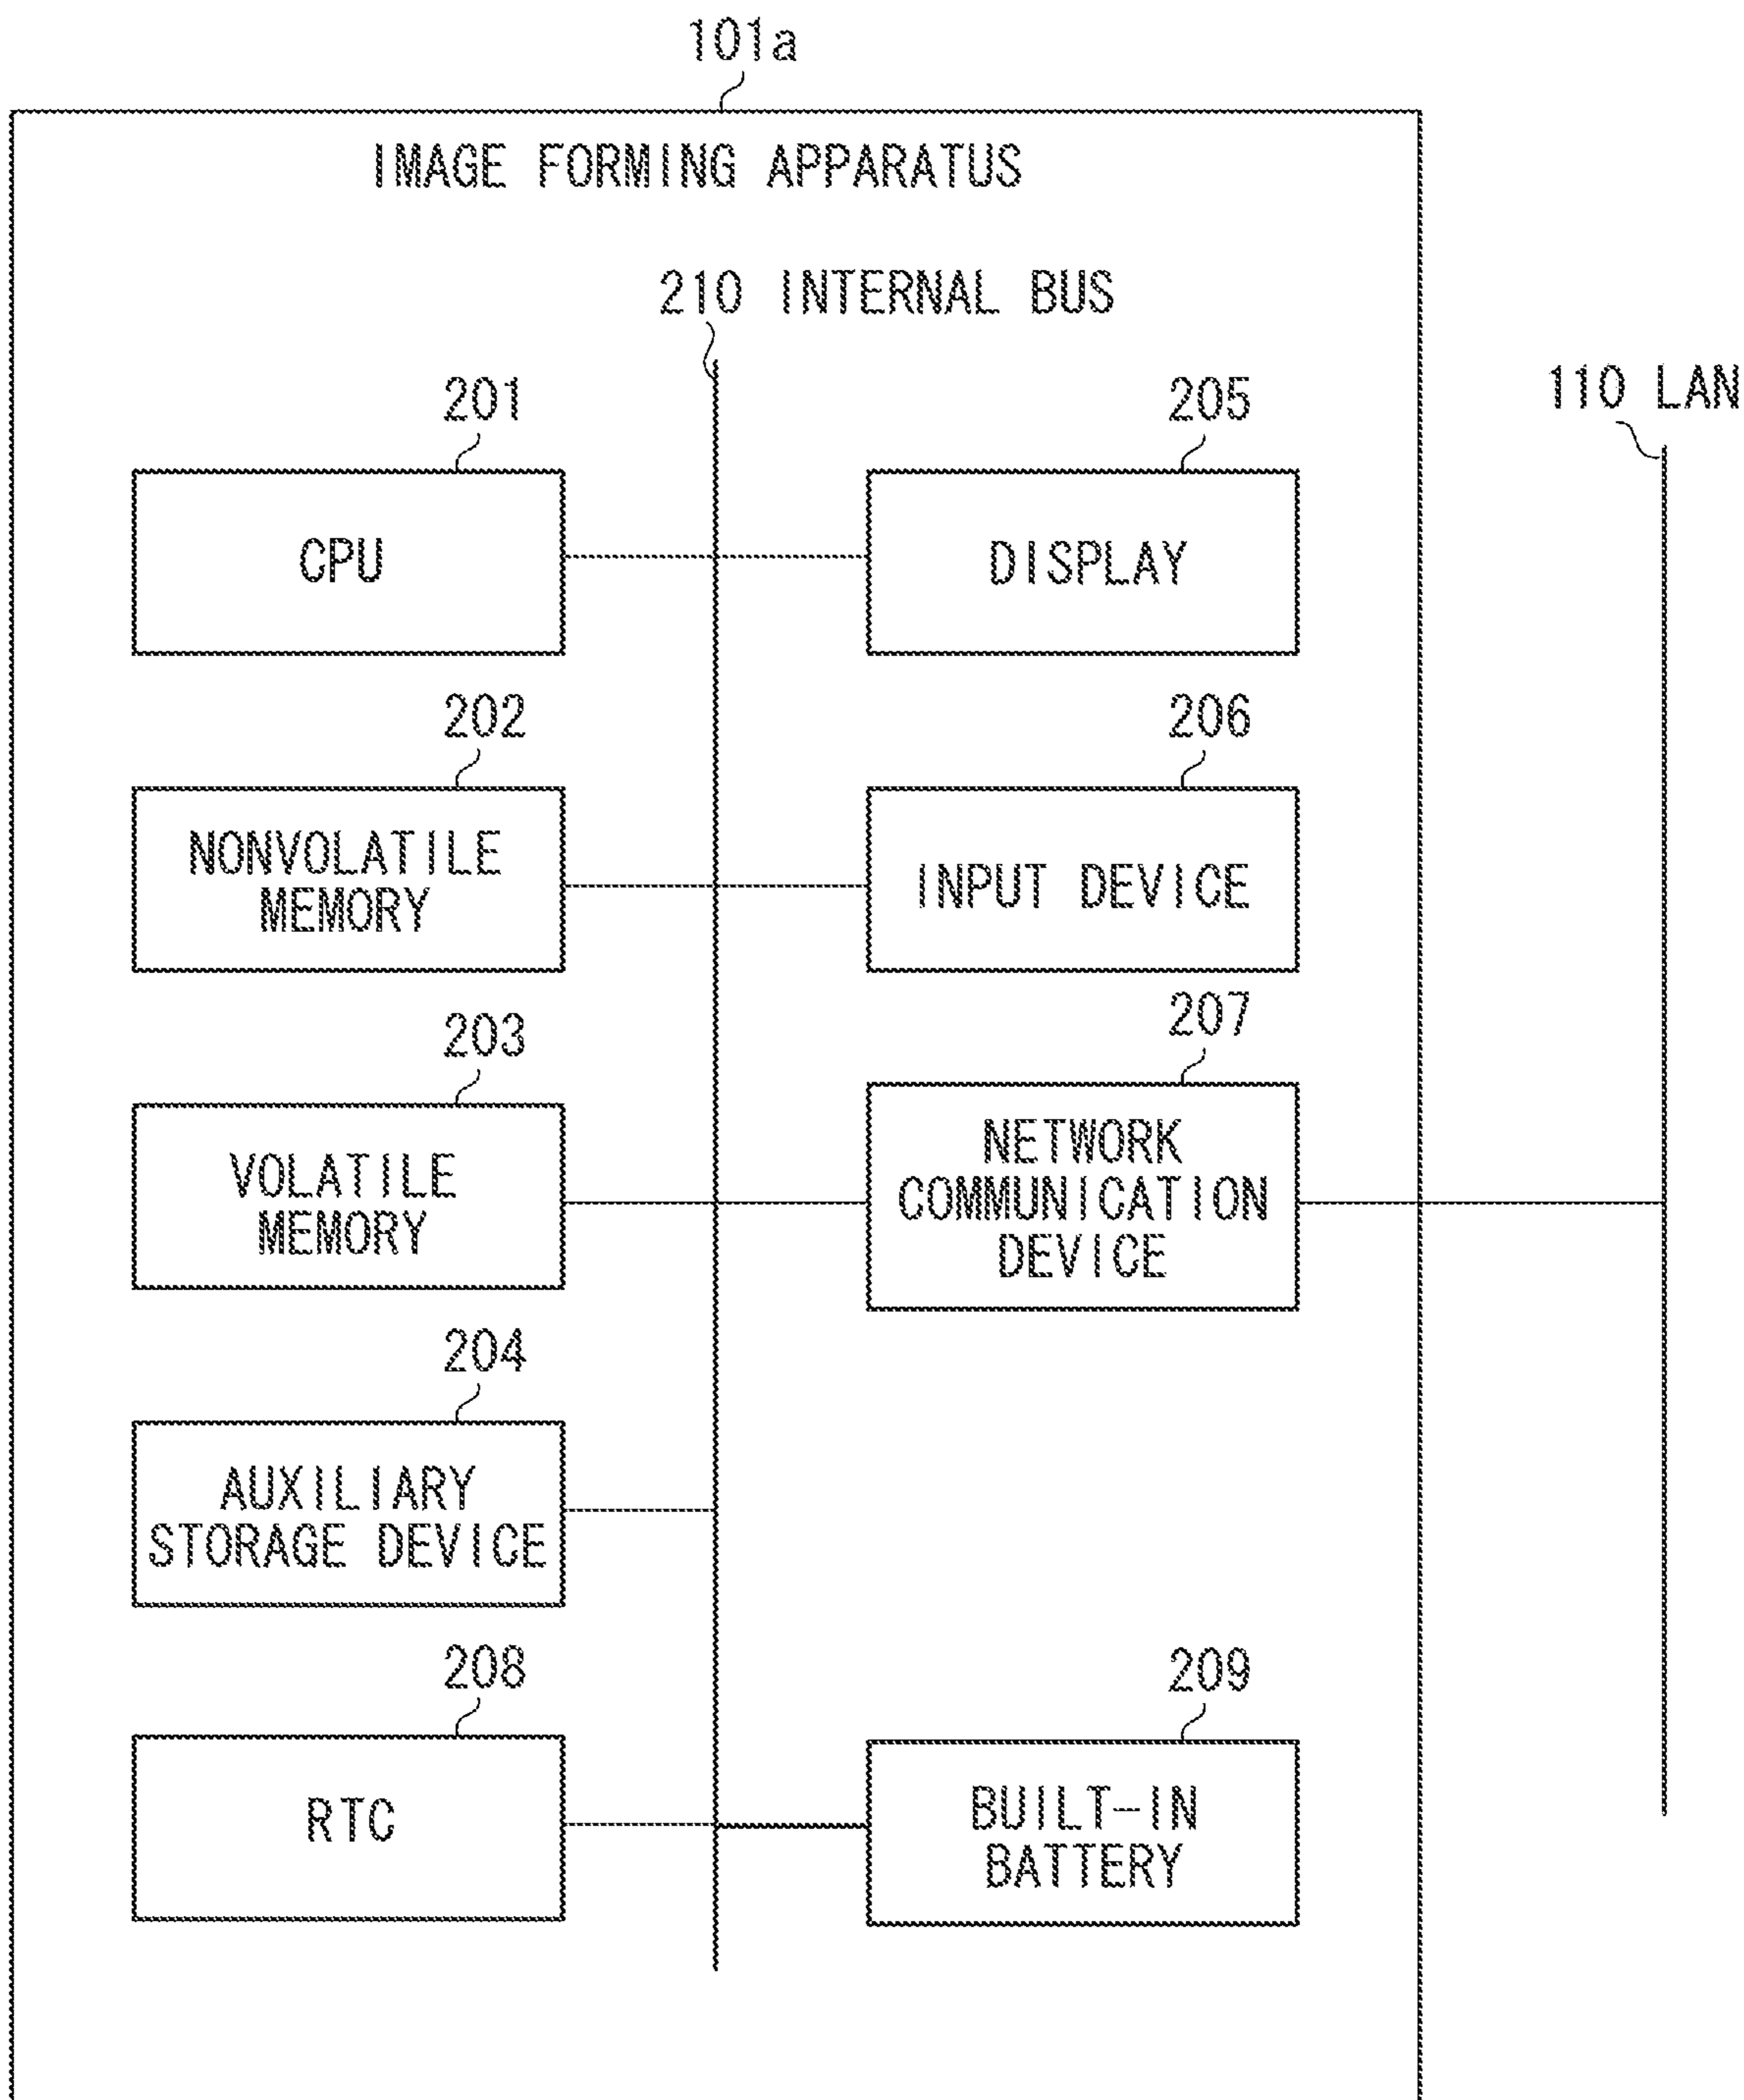 101a
IMAGE FORMING APPARATUS
210 INTERNAL BUS
110 LAN
201
CPU
205
DISPLAY
202
NONVOLATILE
MEMORY
206
INPUT DEVICE
203
VOLATILE
MEMORY
207
NETWORK
COMMUNICATION
DEVICE
204
AUXILIARY
STORAGE DEVICE
208
RTC
209
BUILT-IN
BATTERY